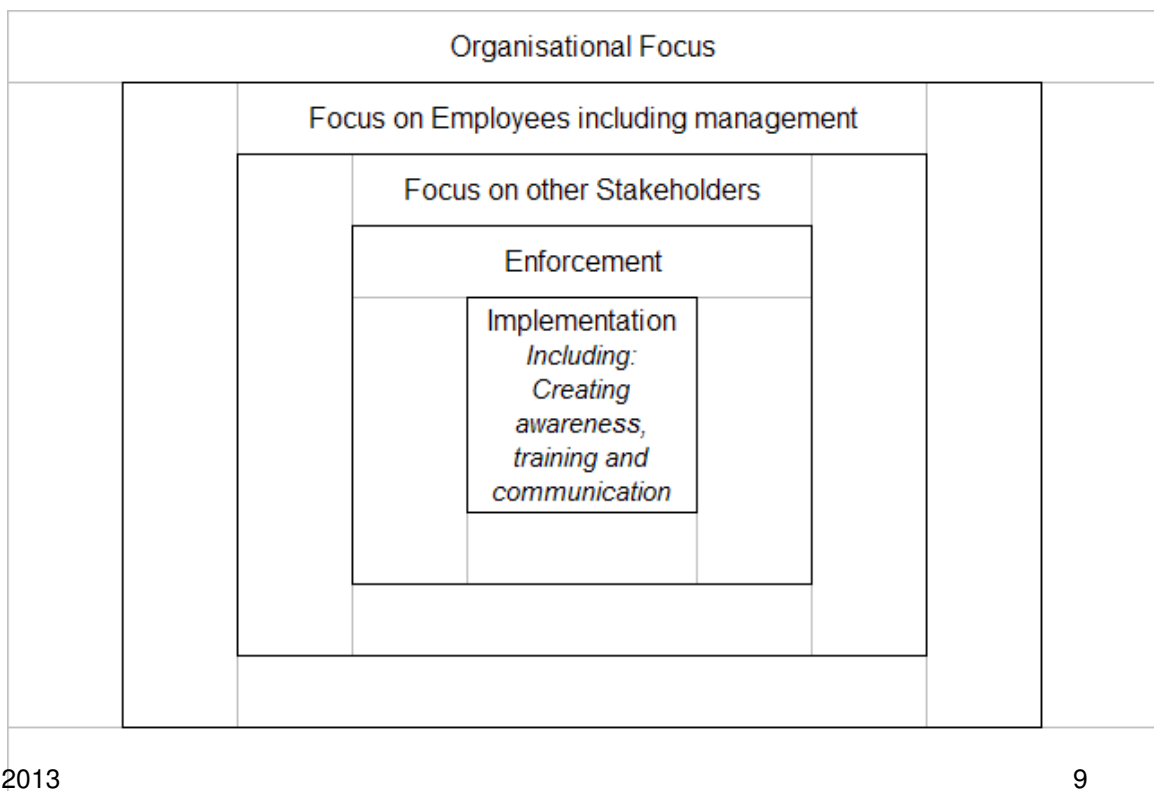 Organisational Focus
Focus on Employees including management
Focus on other Stakeholders
Enforcement
Implementation
Including:
Creating
awareness,
training and
communication
2013
9